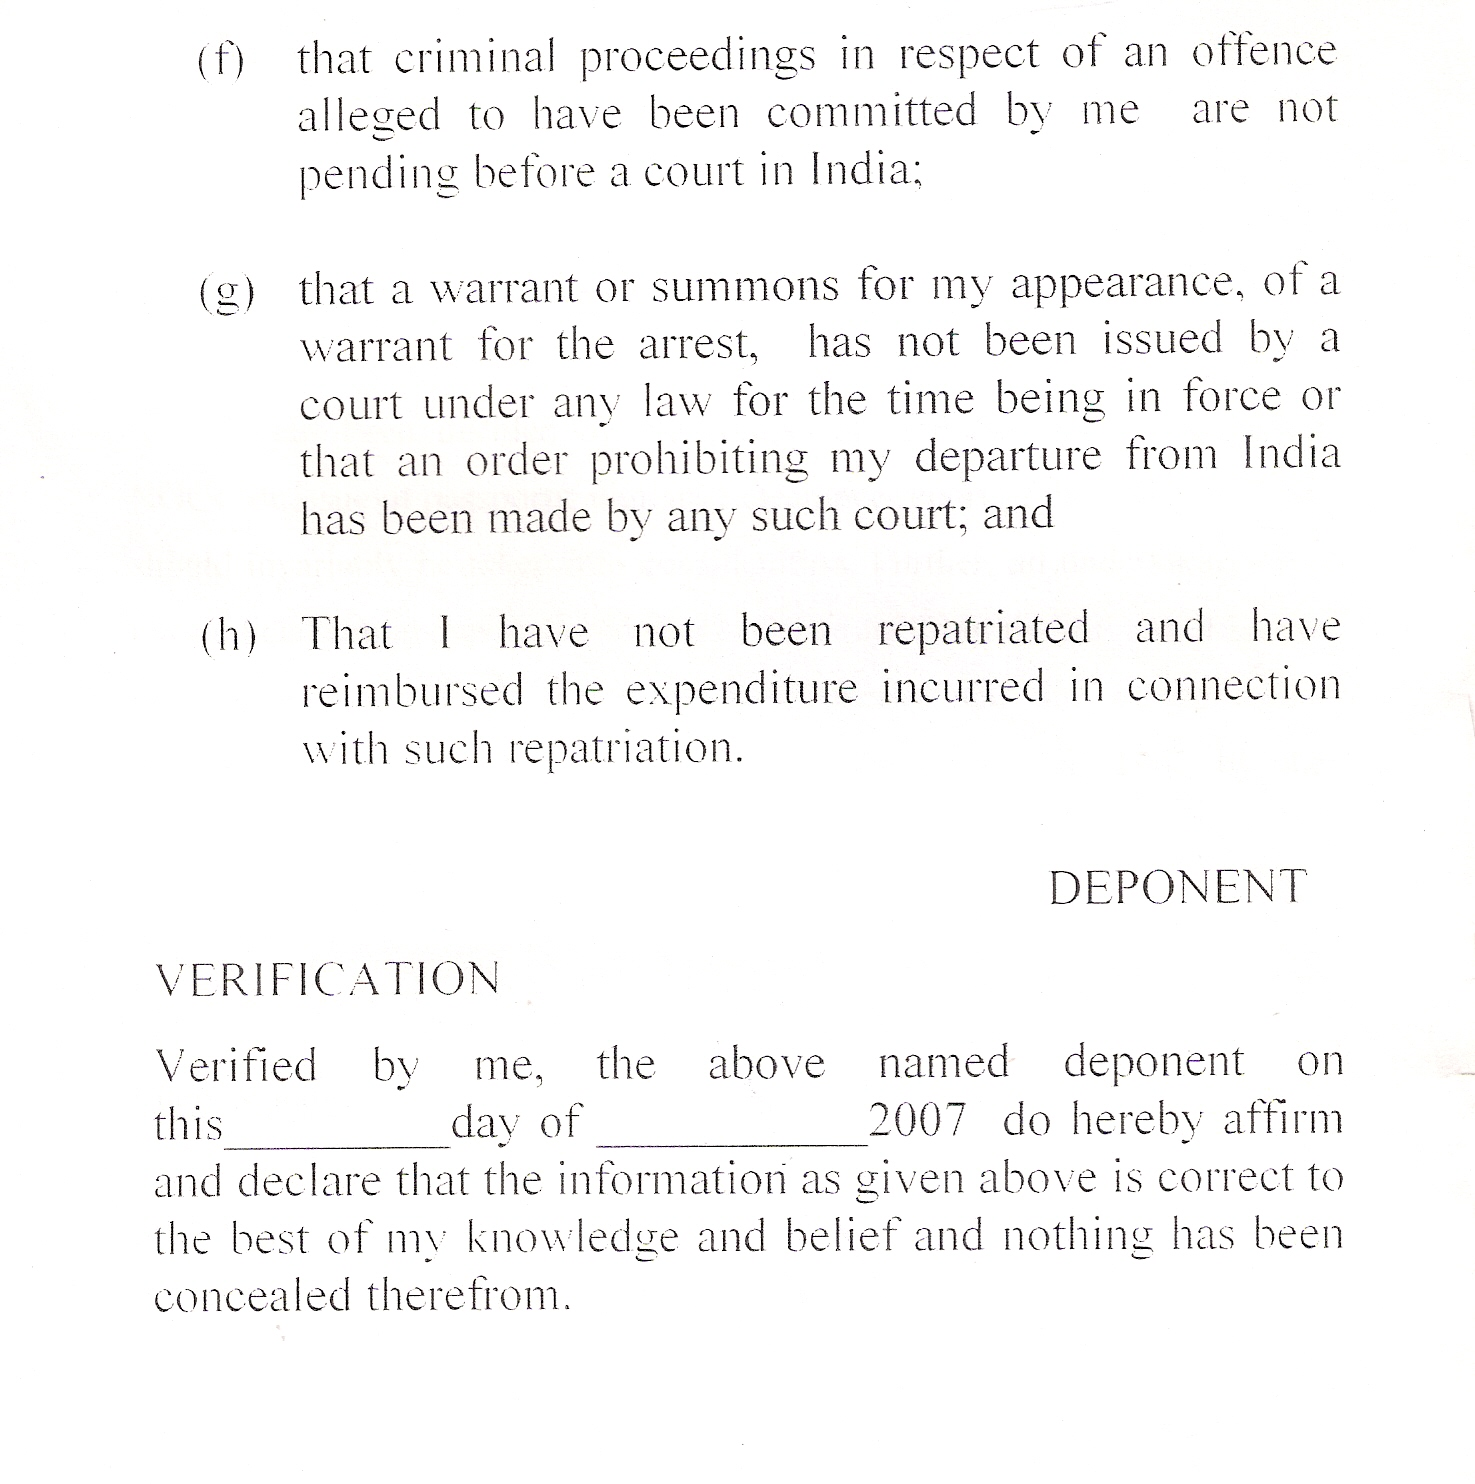 (f) that criminal proceedings in respect of an offence
alleged to have been committed by me are not
pending before a court in India;
(g) that a warrant or summons for my appearance, of a
warrant for the arrest, has not been issued by a
court under any law for the time being in force or
that an order prohibiting my departure from India
has been made by any such court; and
(h) That I have not been repatriated and have
reimbursed the expenditure incurred in connection
with such repatriation.
DEPONENT
VERIFICATION
Verified by me, the above named deponent on
this__________day of ____________2007 do hereby affirm
and declare that the information as given above is correct to
the best of my knowledge and belief and nothing has been
concealed therefrom.